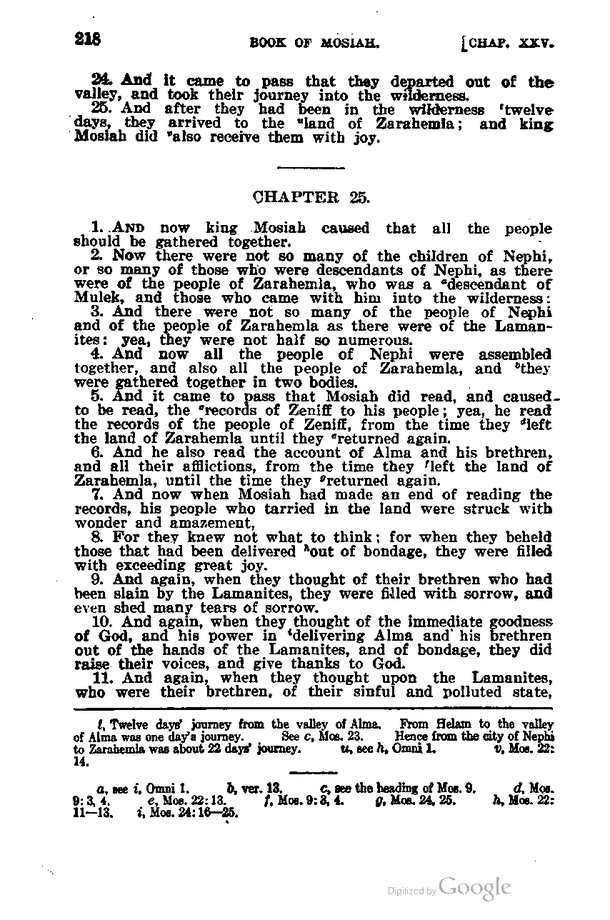 218 BOOK OF MOSIAH. [CHAP. XXV.
24. And it came to pass that they departed out of the
valley, and took their journey into the wilderness.
25. And after they had been in the wilderness ᵗtwelve
days, they arrived to the ᵘland of Zarahemla; and king
Mosiah did ᵛalso receive them with joy.
CHAPTER 25.
1. AND now king Mosiah caused that all the people
should be gathered together.
2. Now there were not so many of the children of Nephi,
or so many of those who were descendants of Nephi, as there
were of the people of Zarahemla, who was a ᵃdescendant of
Mulek, and those who came with him into the wilderness:
3. And there were not so many of the people of Nephi
and of the people of Zarahemla as there were of the Laman-
ites: yea, they were not half so numerous.
4. And now all the people of Nephi were assembled
together, and also all the people of Zarahemla, and ᵇthey
were gathered together in two bodies.
5. And it came to pass that Mosiah did read, and caused
to be read, the ᶜrecords of Zeniff to his people; yea, he read
the records of the people of Zeniff, from the time they ᵈleft
the land of Zarahemla until they ᵉreturned again.
6. And he also read the account of Alma and his brethren,
and all their afflictions, from the time they ᶠleft the land of
Zarahemla, until the time they ᵍreturned again.
7. And now when Mosiah had made an end of reading the
records, his people who tarried in the land were struck with
wonder and amazement,
8. For they knew not what to think; for when they beheld
those that had been delivered ʰout of bondage, they were filled
with exceeding great joy.
9. And again, when they thought of their brethren who had
been slain by the Lamanites, they were filled with sorrow, and
even shed many tears of sorrow.
10. And again, when they thought of the immediate goodness
of God, and his power in ⁱdelivering Alma and his brethren
out of the hands of the Lamanites, and of bondage, they did
raise their voices, and give thanks to God.
11. And again, when they thought upon the Lamanites,
who were their brethren, of their sinful and polluted state,
t, Twelve days' journey from the valley of Alma. From Helam to the valley
of Alma was one day's journey. See c, Mos. 23. Hence from the city of Nephi
to Zarahemla was about 22 days' journey. u, see h, Omni 1. v, Mos. 22:
14.
a, see i, Omni 1. b, ver. 13. c, see the heading of Mos. 9. d, Mos.
9: 3, 4. e, Mos. 22: 13. f, Mos. 9: 3, 4. g, Mos. 24, 25. h, Mos. 22:
11—13. i, Mos. 24: 16—25.
Digitized by Google